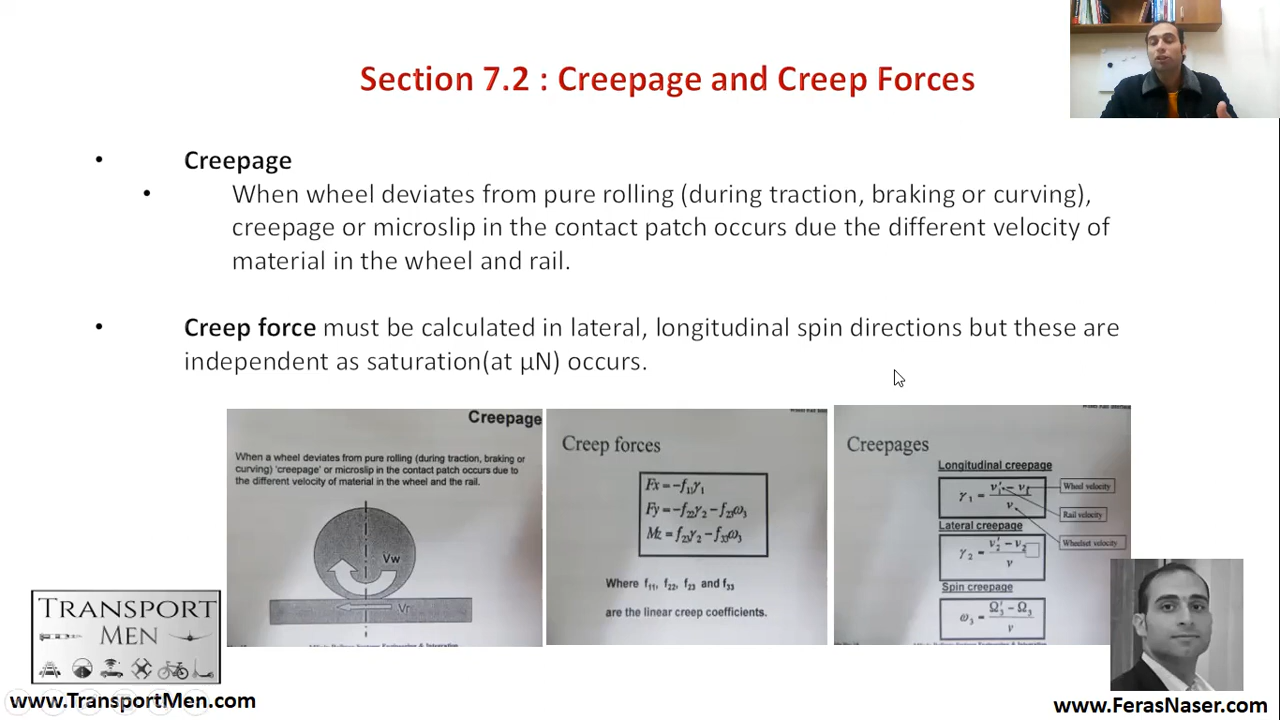 Section 7.2 : Creepage and Creep Forces
• Creepage
• When wheel deviates from pure rolling (during traction, braking or curving),
creepage or microslip in the contact patch occurs due the different velocity of
material in the wheel and rail.
• Creep force must be calculated in lateral, longitudinal spin directions but these are
independent as saturation(at μN) occurs.
Creepage
When a wheel deviates from pure rolling (during traction, braking or
curving) 'creepage' or microslip in the contact patch occurs due to
the different velocity of material in the wheel and the rail.
Vw
Vr
Creep forces
Fx = −f₁₁γ₁
Fy = −f₂₂γ₂ − f₂₃ω₃
Mz = f₂₃γ₂ − f₃₃ω₃
Where f₁₁, f₂₂, f₂₃ and f₃₃
are the linear creep coefficients.
Creepages
Longitudinal creepage
Wheel velocity
Rail velocity
Lateral creepage
γ₂ = v₂′ − v₂ / v
Wheelset velocity
Spin creepage
ω₃ = Ω₃′ − Ω₃ / v
TRANSPORT
MEN
www.TransportMen.com
www.FerasNaser.com